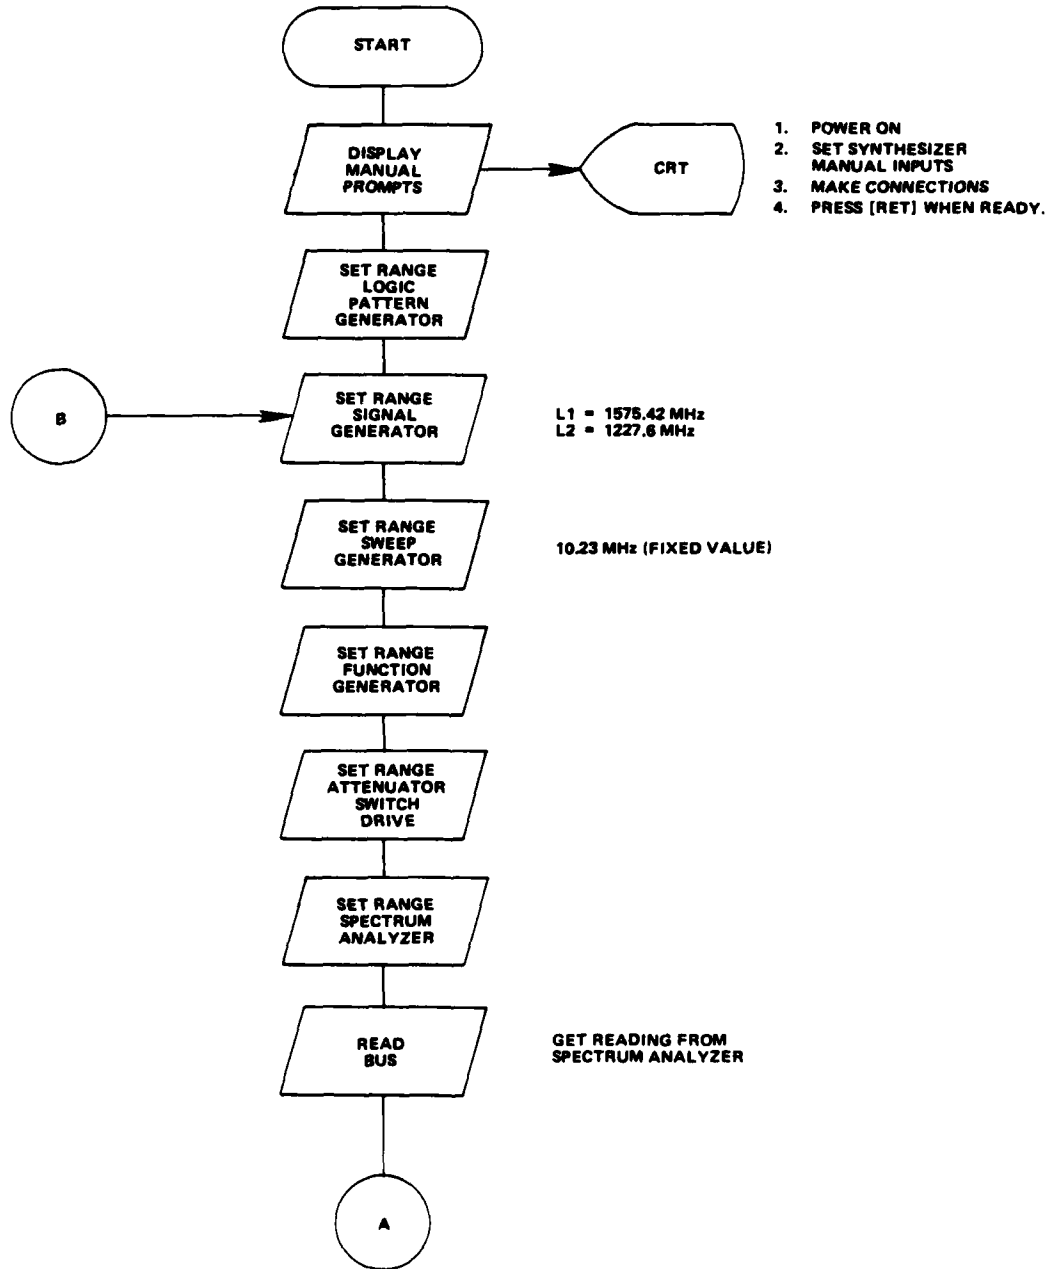 START
DISPLAY
MANUAL
PROMPTS
CRT
1. POWER ON
2. SET SYNTHESIZER
MANUAL INPUTS
3. MAKE CONNECTIONS
4. PRESS [RET] WHEN READY.
SET RANGE
LOGIC
PATTERN
GENERATOR
B
SET RANGE
SIGNAL
GENERATOR
L1 = 1575.42 MHz
L2 = 1227.6 MHz
SET RANGE
SWEEP
GENERATOR
10.23 MHz (FIXED VALUE)
SET RANGE
FUNCTION
GENERATOR
SET RANGE
ATTENUATOR
SWITCH
DRIVE
SET RANGE
SPECTRUM
ANALYZER
READ
BUS
GET READING FROM
SPECTRUM ANALYZER
A